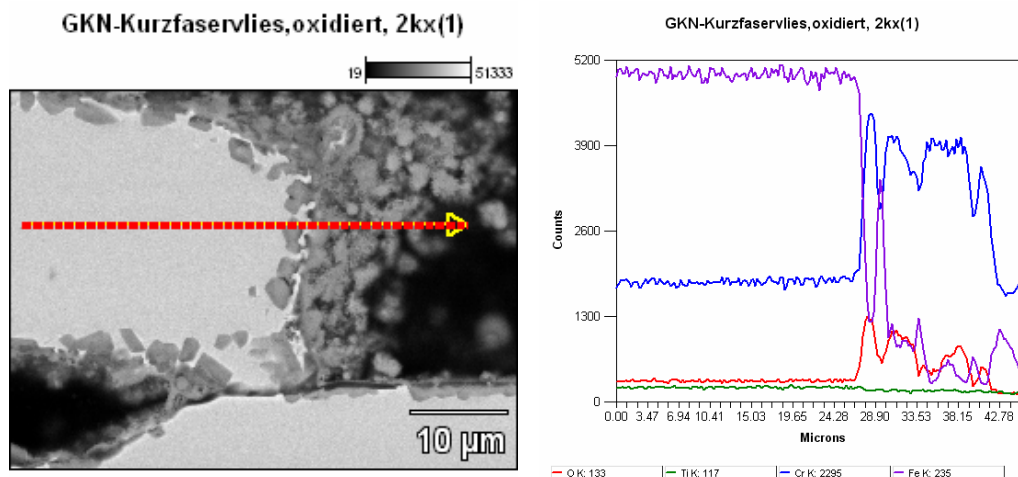 GKN-Kurzfaservlies,oxidiert, 2kx(1)
19 51333
10 µm
GKN-Kurzfaservlies,oxidiert, 2kx(1)
5200
3900
2600
1300
0
Counts
0.00 3.47 6.94 10.41 15.03 19.65 24.28 28.90 33.53 38.15 42.78
Microns
O K: 133 Ti K: 117 Cr K: 2295 Fe K: 235